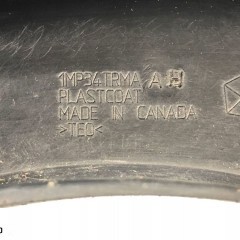 1MP34TRMA, A H
PLASTCOAT
MADE IN CANADA
>TEO<